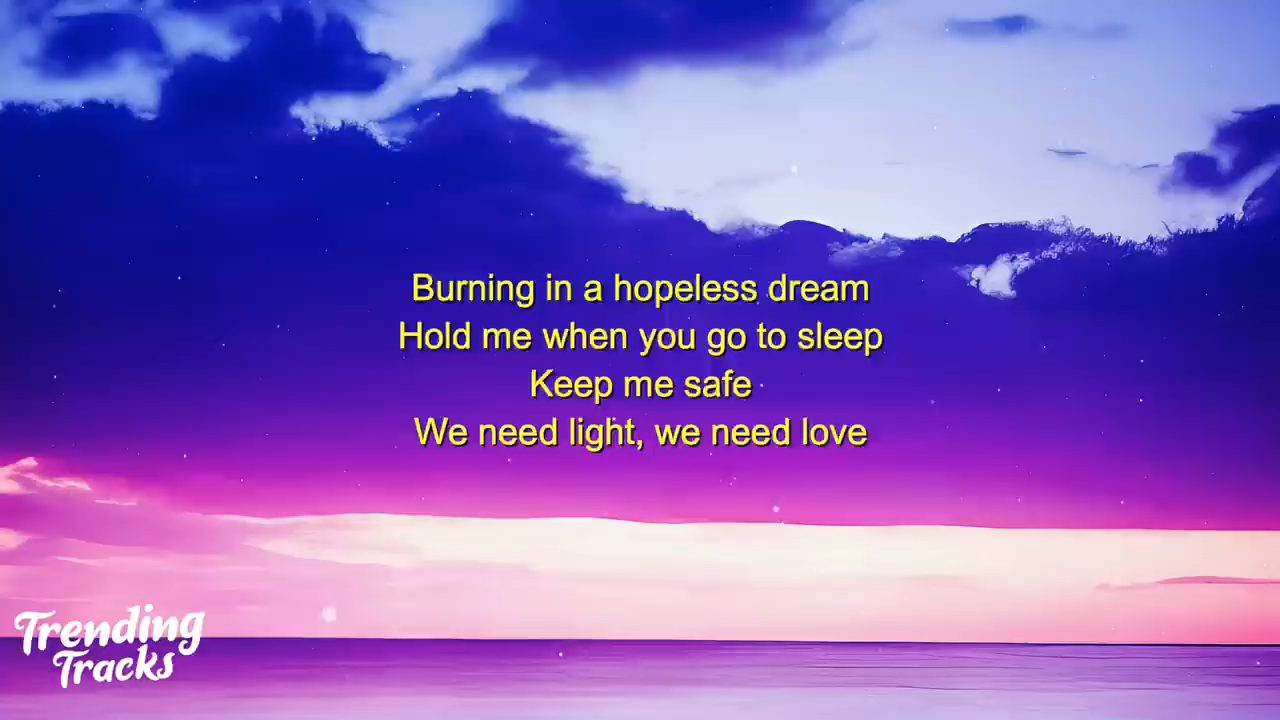 Burning in a hopeless dream
Hold me when you go to sleep
Keep me safe
We need light, we need love
Trending
Tracks